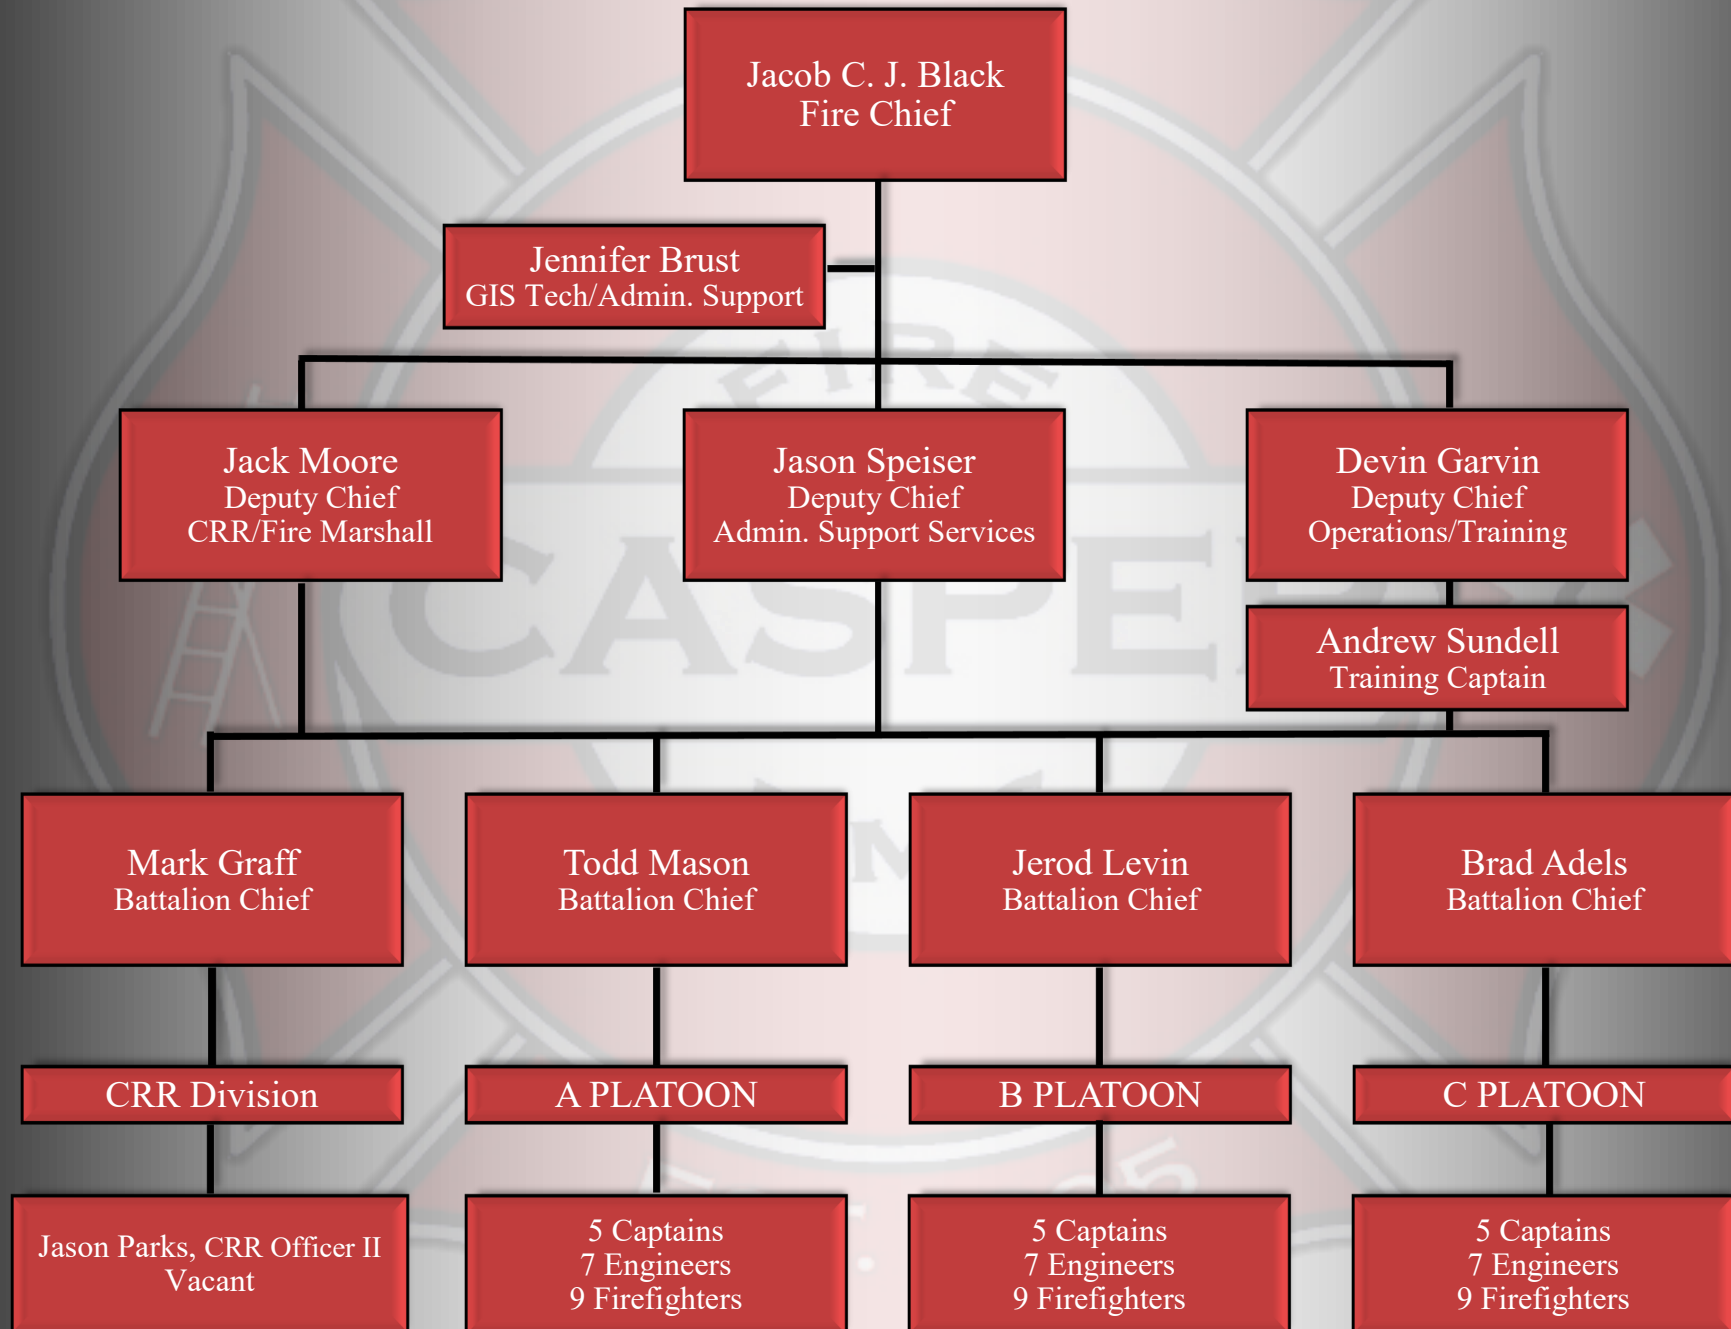 Jacob C. J. Black
Fire Chief
Jennifer Brust
GIS Tech/Admin. Support
FIRE
Jack Moore
Deputy Chief
CRR/Fire Marshall
Jason Speiser
Deputy Chief
Admin. Support Services
Devin Garvin
Deputy Chief
Operations/Training
CASPER
Andrew Sundell
Training Captain
Mark Graff
Battalion Chief
Todd Mason
Battalion Chief
Jerod Levin
Battalion Chief
Brad Adels
Battalion Chief
CRR Division
A PLATOON
B PLATOON
C PLATOON
Jason Parks, CRR Officer II
Vacant
5 Captains
7 Engineers
9 Firefighters
5 Captains
7 Engineers
9 Firefighters
5 Captains
7 Engineers
9 Firefighters